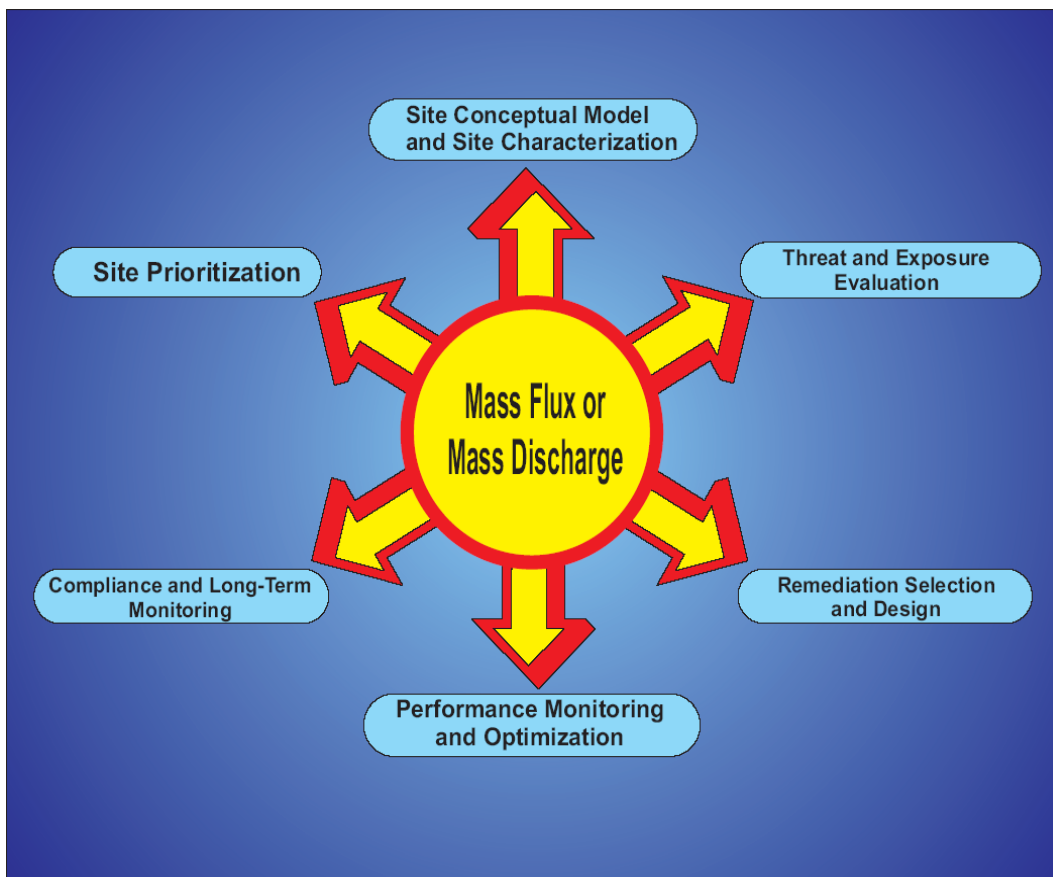 Site Conceptual Model
and Site Characterization
Site Prioritization
Threat and Exposure
Evaluation
Mass Flux or
Mass Discharge
Compliance and Long-Term
Monitoring
Remediation Selection
and Design
Performance Monitoring
and Optimization